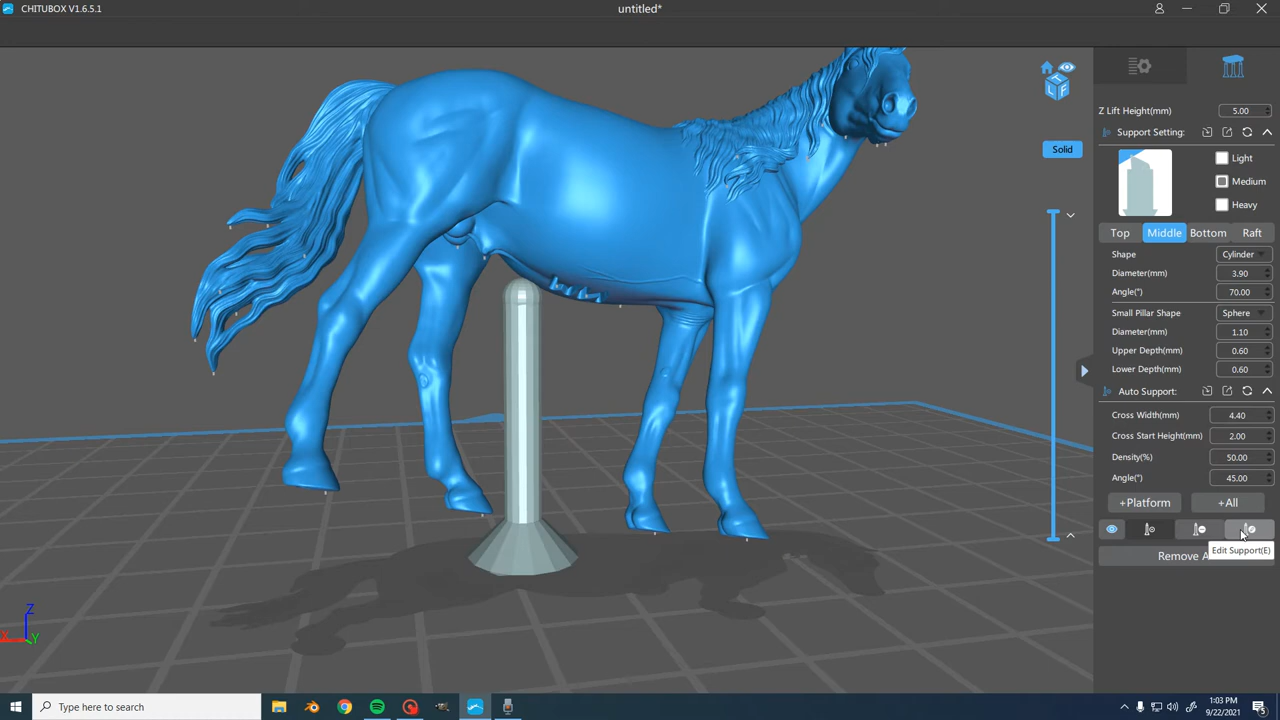 CHITUBOX V1.6.5.1
untitled*
Z Lift Height(mm) 5.00
Support Setting:
Light
Medium
Heavy
Top Middle Bottom Raft
Shape Cylinder
Diameter(mm) 3.90
Angle(°) 70.00
Small Pillar Shape Sphere
Diameter(mm) 1.10
Upper Depth(mm) 0.60
Lower Depth(mm) 0.60
Auto Support:
Cross Width(mm) 4.40
Cross Start Height(mm) 2.00
Density(%) 50.00
Angle(°) 45.00
+Platform +All
Edit Support(E)
Remove A
Solid
T
L F
Z
X Y
Type here to search
1:03 PM
9/22/2021
5